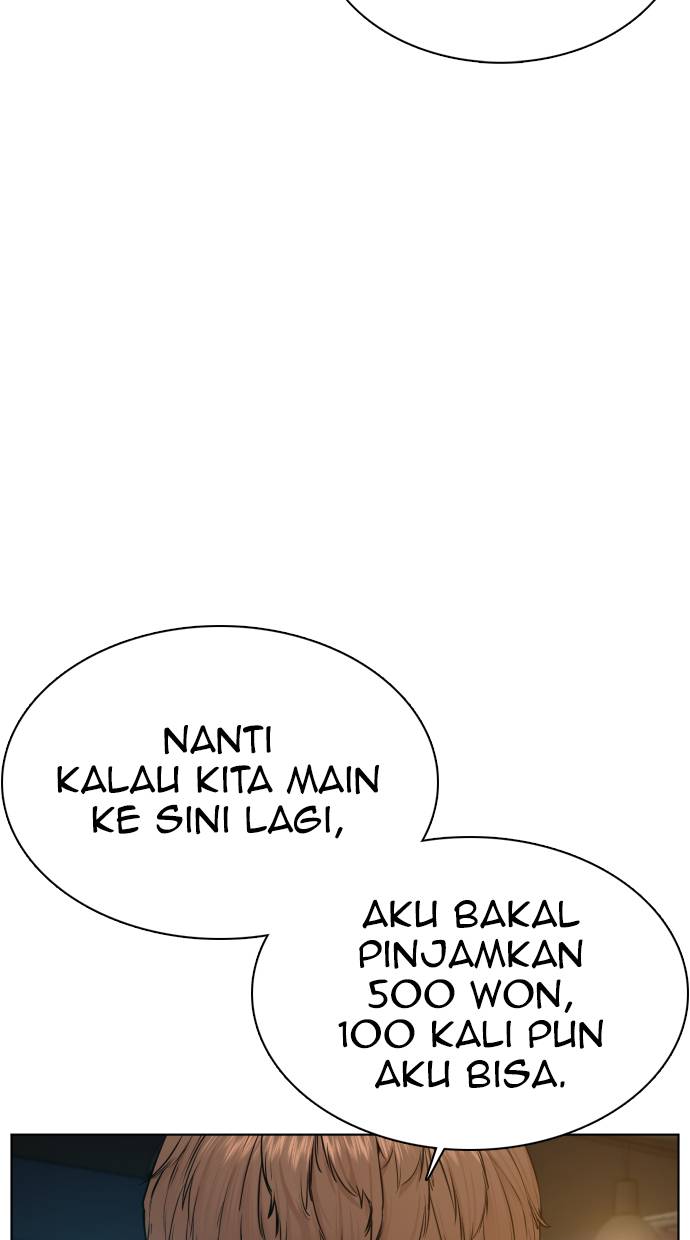 NANTI
KALAU KITA MAIN
KE SINI LAGI,
AKU BAKAL
PINJAMKAN
500 WON,
100 KALI PUN
AKU BISA.